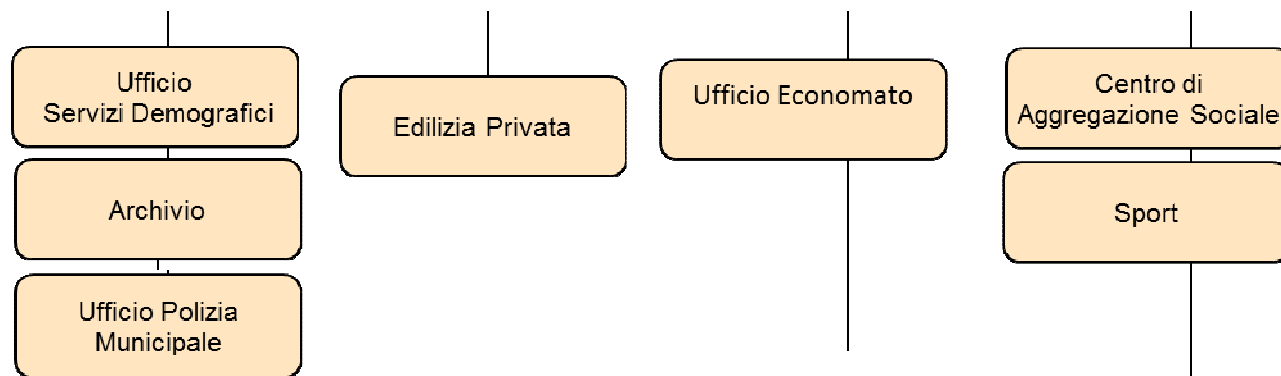 Ufficio
Servizi Demografici
Archivio
Ufficio Polizia
Municipale
Edilizia Privata
Ufficio Economato
Centro di
Aggregazione Sociale
Sport